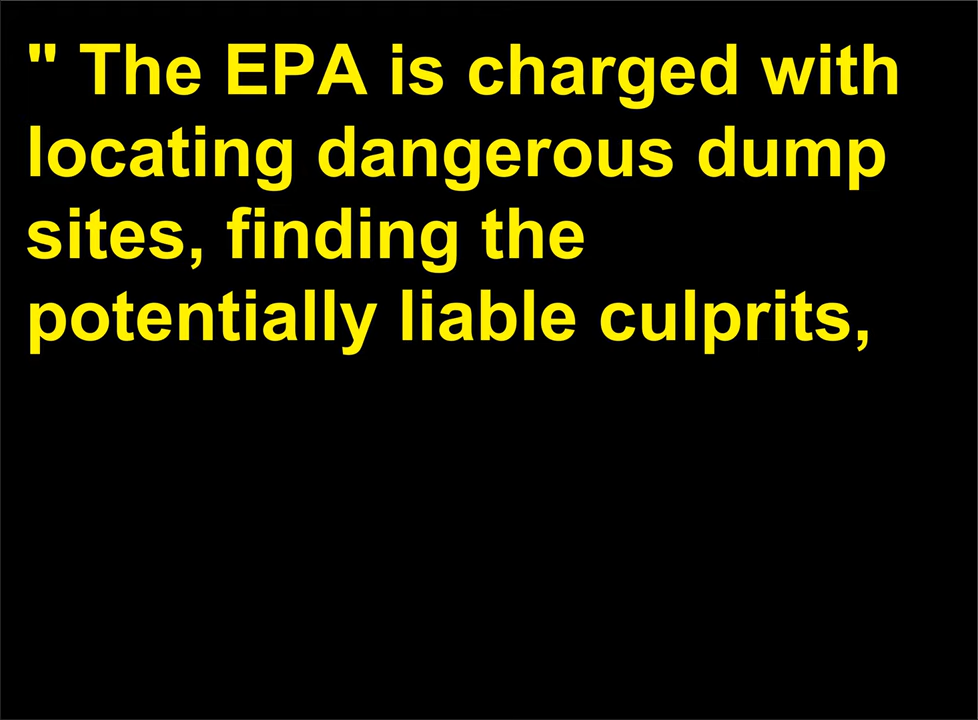 " The EPA is charged with
locating dangerous dump
sites, finding the
potentially liable culprits,